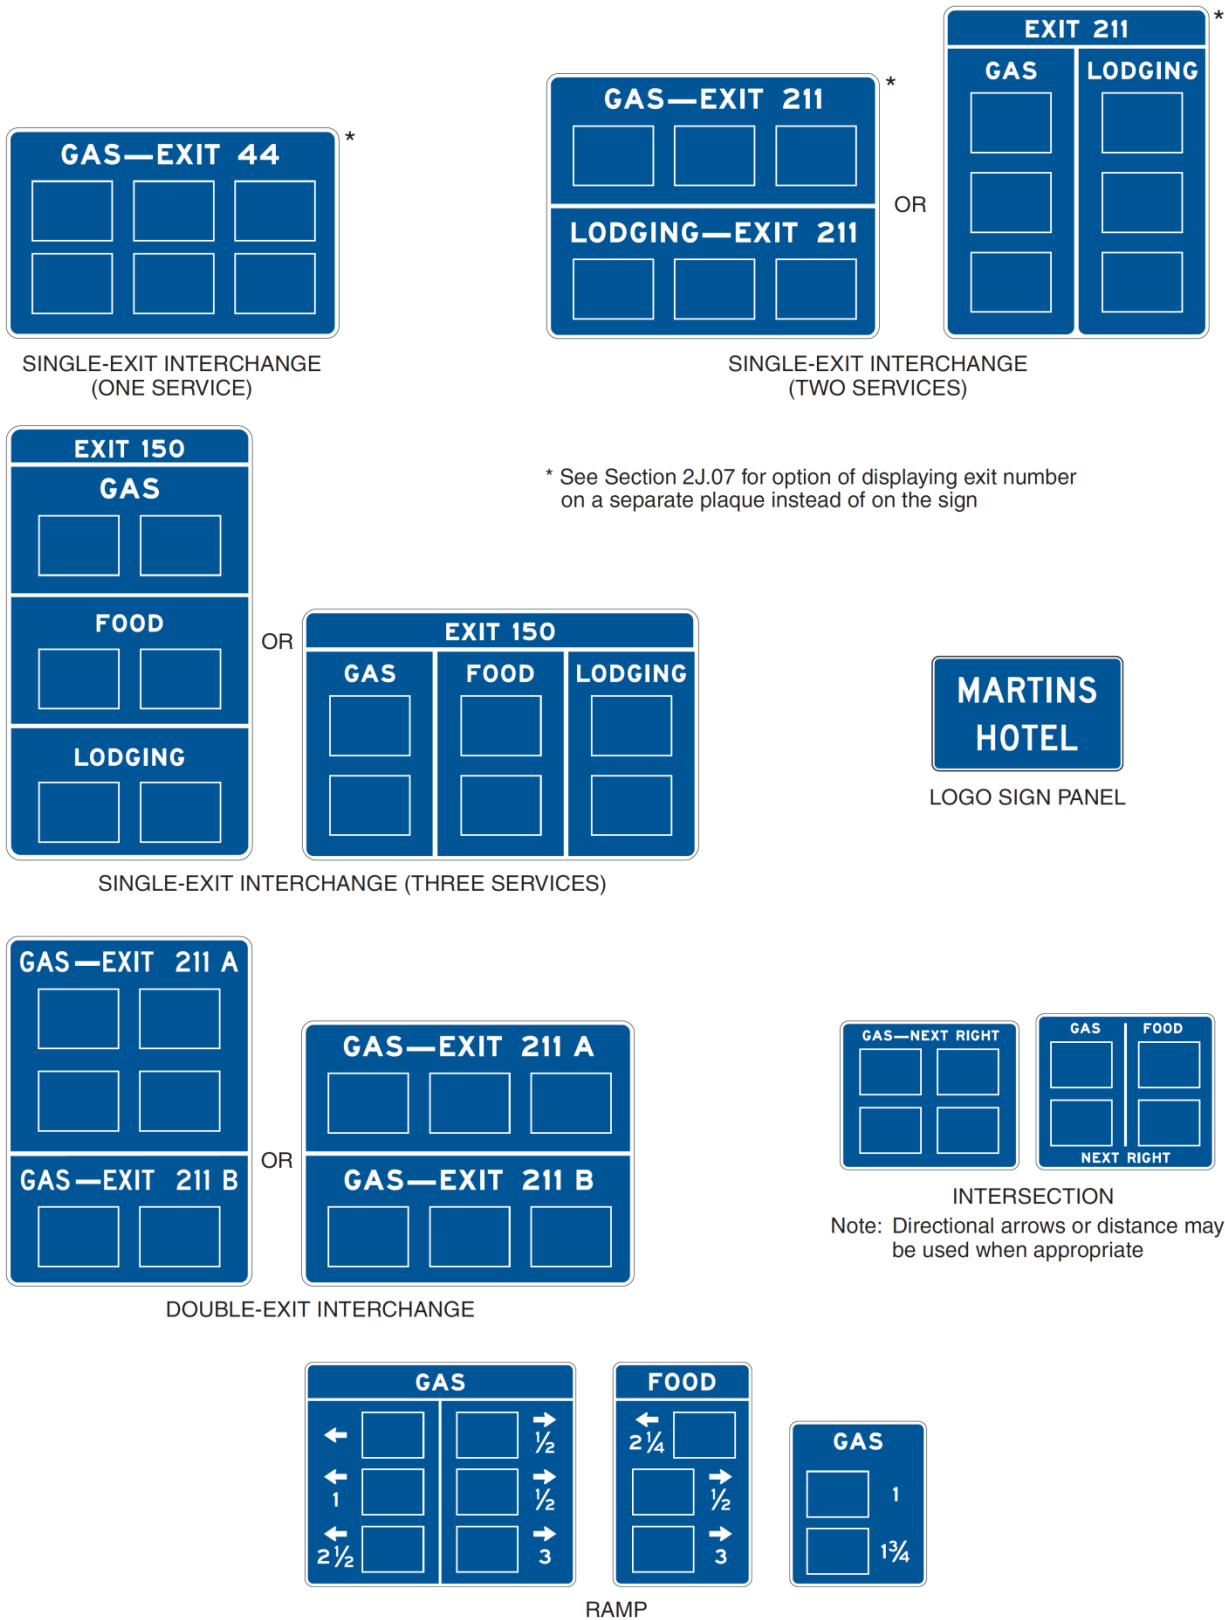 GAS—EXIT 44
*
SINGLE-EXIT INTERCHANGE
(ONE SERVICE)
GAS—EXIT 211
*
LODGING—EXIT 211
OR
EXIT 211
*
GAS
LODGING
SINGLE-EXIT INTERCHANGE
(TWO SERVICES)
* See Section 2J.07 for option of displaying exit number
on a separate plaque instead of on the sign
EXIT 150
GAS
FOOD
LODGING
OR
EXIT 150
GAS
FOOD
LODGING
SINGLE-EXIT INTERCHANGE (THREE SERVICES)
MARTINS
HOTEL
LOGO SIGN PANEL
GAS—EXIT 211 A
GAS—EXIT 211 B
OR
GAS—EXIT 211 A
GAS—EXIT 211 B
DOUBLE-EXIT INTERCHANGE
GAS—NEXT RIGHT
GAS
FOOD
NEXT RIGHT
INTERSECTION
Note: Directional arrows or distance may
be used when appropriate
GAS
← → ½
← 1 → ½
← 2½ → 3
FOOD
← 2¼
→ ½
→ 3
GAS
1
1¾
RAMP